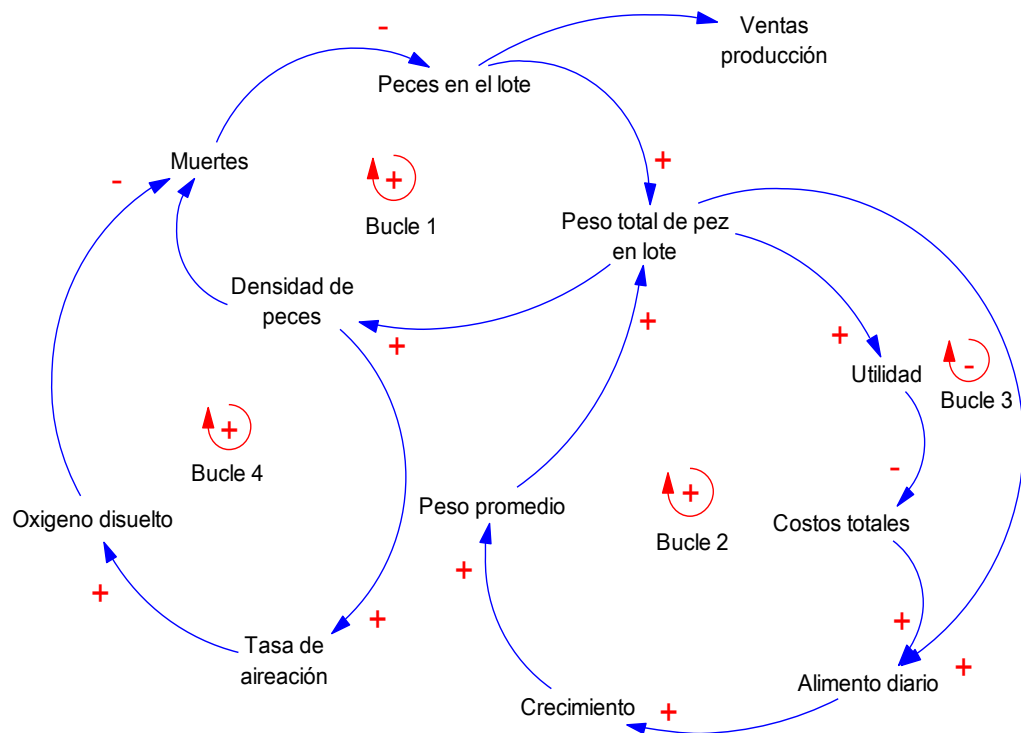 Ventas
producción
-
Peces en el lote
Muertes
-
+
+
Bucle 1
Peso total de pez
en lote
Densidad de
peces
+
+
+
Utilidad
-
Bucle 3
+
Bucle 4
-
Peso promedio
+
Bucle 2
Oxigeno disuelto
Costos totales
+
+
+
+
Tasa de
aireación
+
Alimento diario
Crecimiento
+